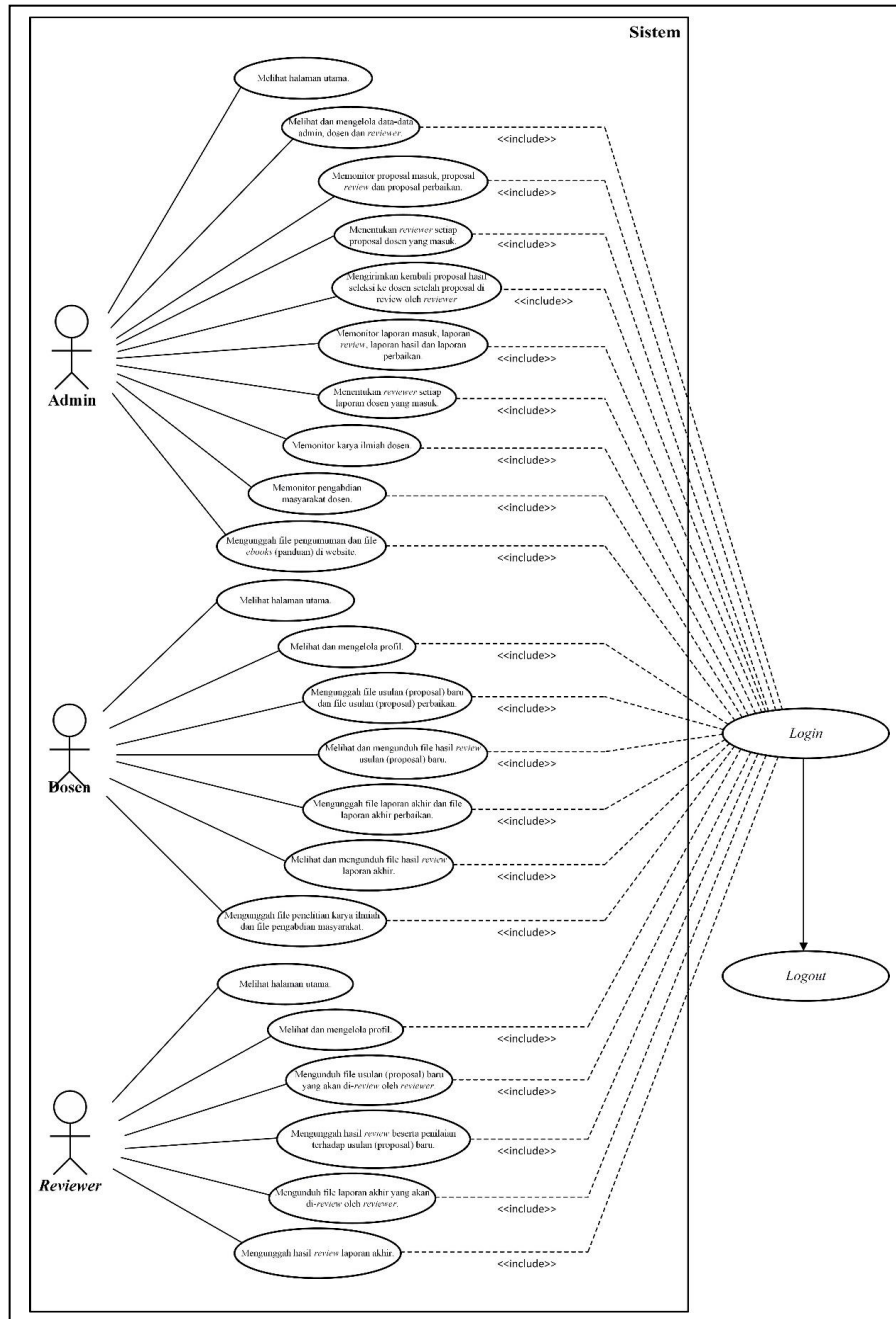 Sistem
Melihat halaman utama.
Melihat dan mengelola data-data
admin, dosen dan reviewer.
<<include>>
Memonitor proposal masuk, proposal
review dan proposal perbaikan.
<<include>>
Menentukan reviewer setiap
proposal dosen yang masuk.
<<include>>
Mengirimkan kembali proposal hasil
seleksi ke dosen setelah proposal di
review oleh reviewer
<<include>>
Memonitor laporan masuk, laporan
review, laporan hasil dan laporan
perbaikan.
<<include>>
Menentukan reviewer setiap
laporan dosen yang masuk.
<<include>>
Admin
Memonitor karya ilmiah dosen.
<<include>>
Memonitor pengabdian
masyarakat dosen.
<<include>>
Mengunggah file pengumuman dan file
ebooks (panduan) di website.
<<include>>
Melihat halaman utama.
Melihat dan mengelola profil.
<<include>>
Mengunggah file usulan (proposal) baru
dan file usulan (proposal) perbaikan.
<<include>>
Melihat dan mengunduh file hasil review
usulan (proposal) baru.
<<include>>
Login
Dosen
Mengunggah file laporan akhir dan file
laporan akhir perbaikan.
<<include>>
Melihat dan mengunduh file hasil review
laporan akhir.
<<include>>
Mengunggah file penelitian karya ilmiah
dan file pengabdian masyarakat.
<<include>>
Logout
Melihat halaman utama.
Melihat dan mengelola profil.
<<include>>
Mengunduh file usulan (proposal) baru
yang akan di-review oleh reviewer.
<<include>>
Mengunggah hasil review beserta penilaian
terhadap usulan (proposal) baru.
<<include>>
Reviewer
Mengunduh file laporan akhir yang akan
di-review oleh reviewer.
<<include>>
Mengunggah hasil review laporan akhir.
<<include>>